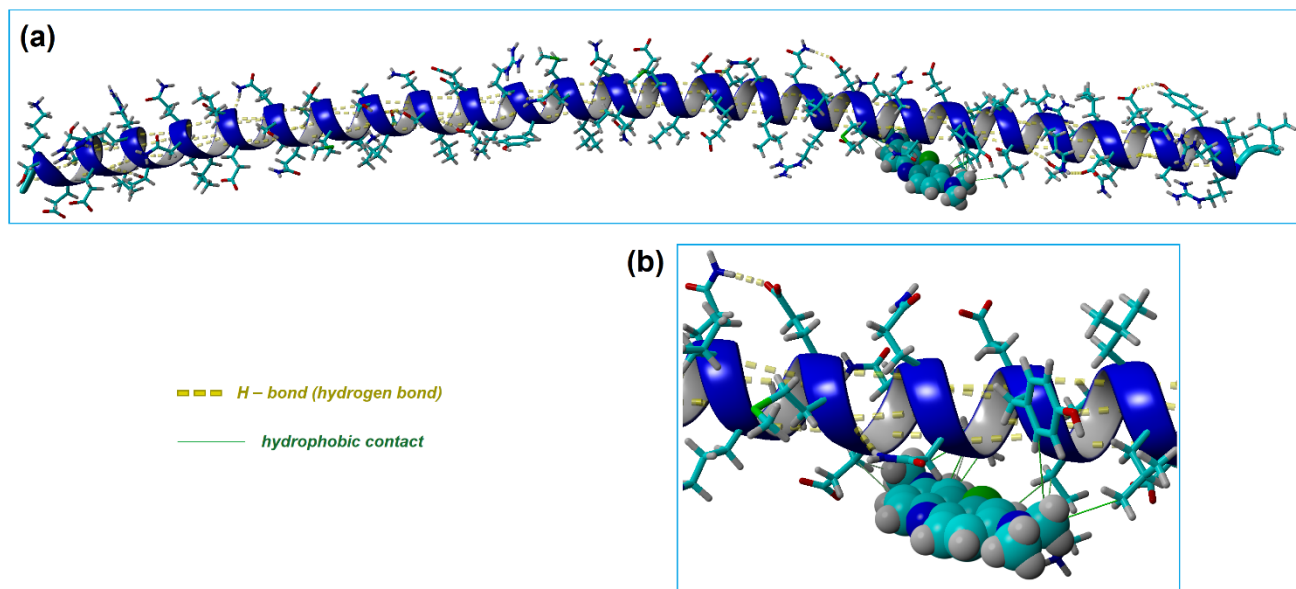 (a)
(b)
H – bond (hydrogen bond)
hydrophobic contact